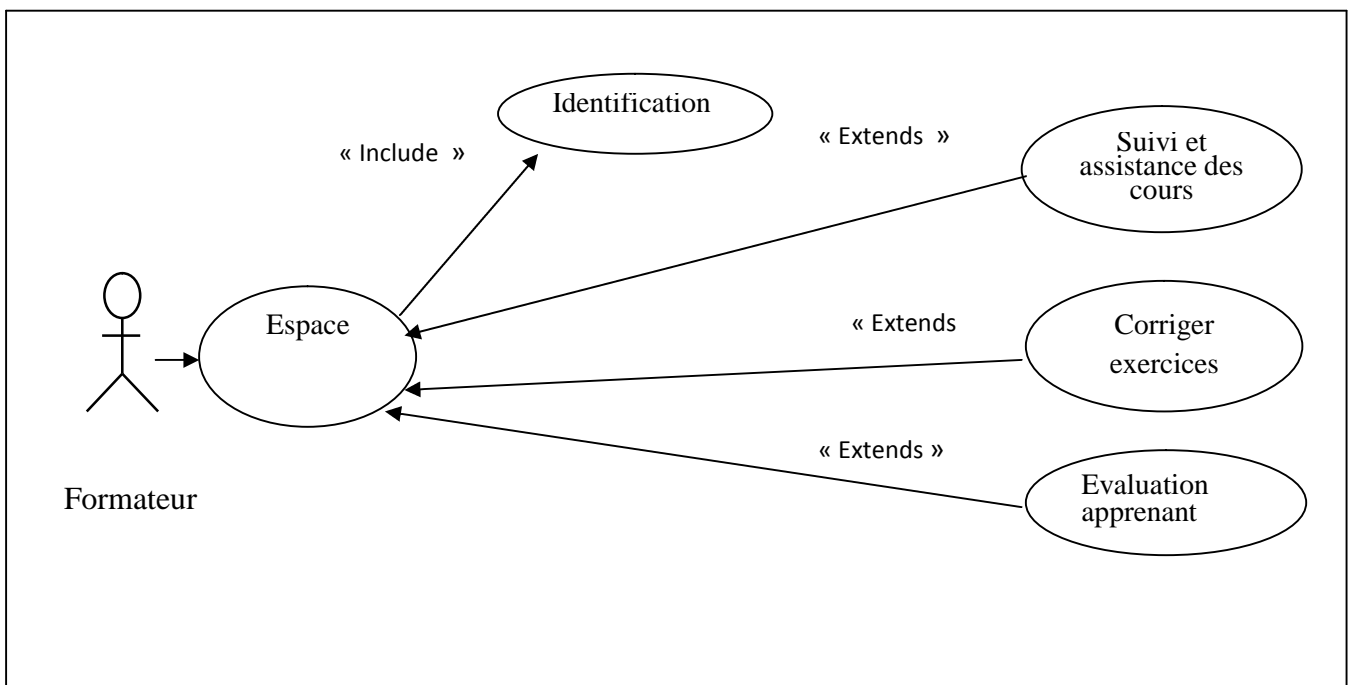 Identification
« Include »
« Extends »
Suivi et
assistance des
cours
Espace
« Extends
Corriger
exercices
« Extends »
Evaluation
apprenant
Formateur